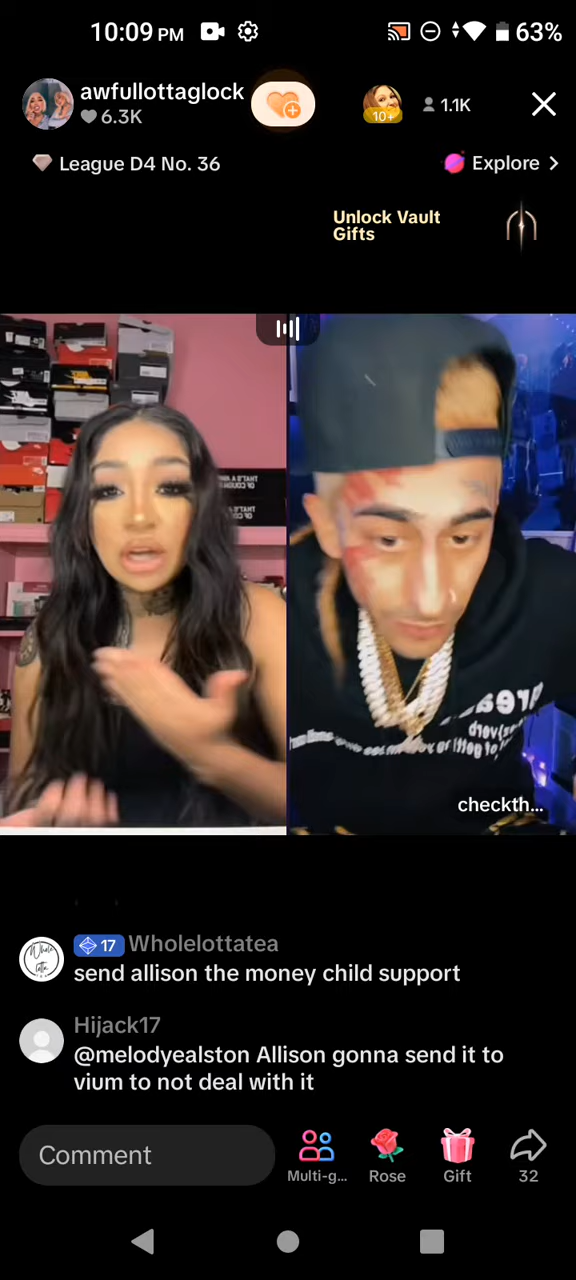 10:09 PM
63%
awfullottaglock
6.3K
10+
1.1K
League D4 No. 36
Explore >
Unlock Vault
Gifts
checkth...
17 Wholelottatea
send allison the money child support
Hijack17
@melodyealston Allison gonna send it to
vium to not deal with it
Comment
Multi-g...
Rose
Gift
32